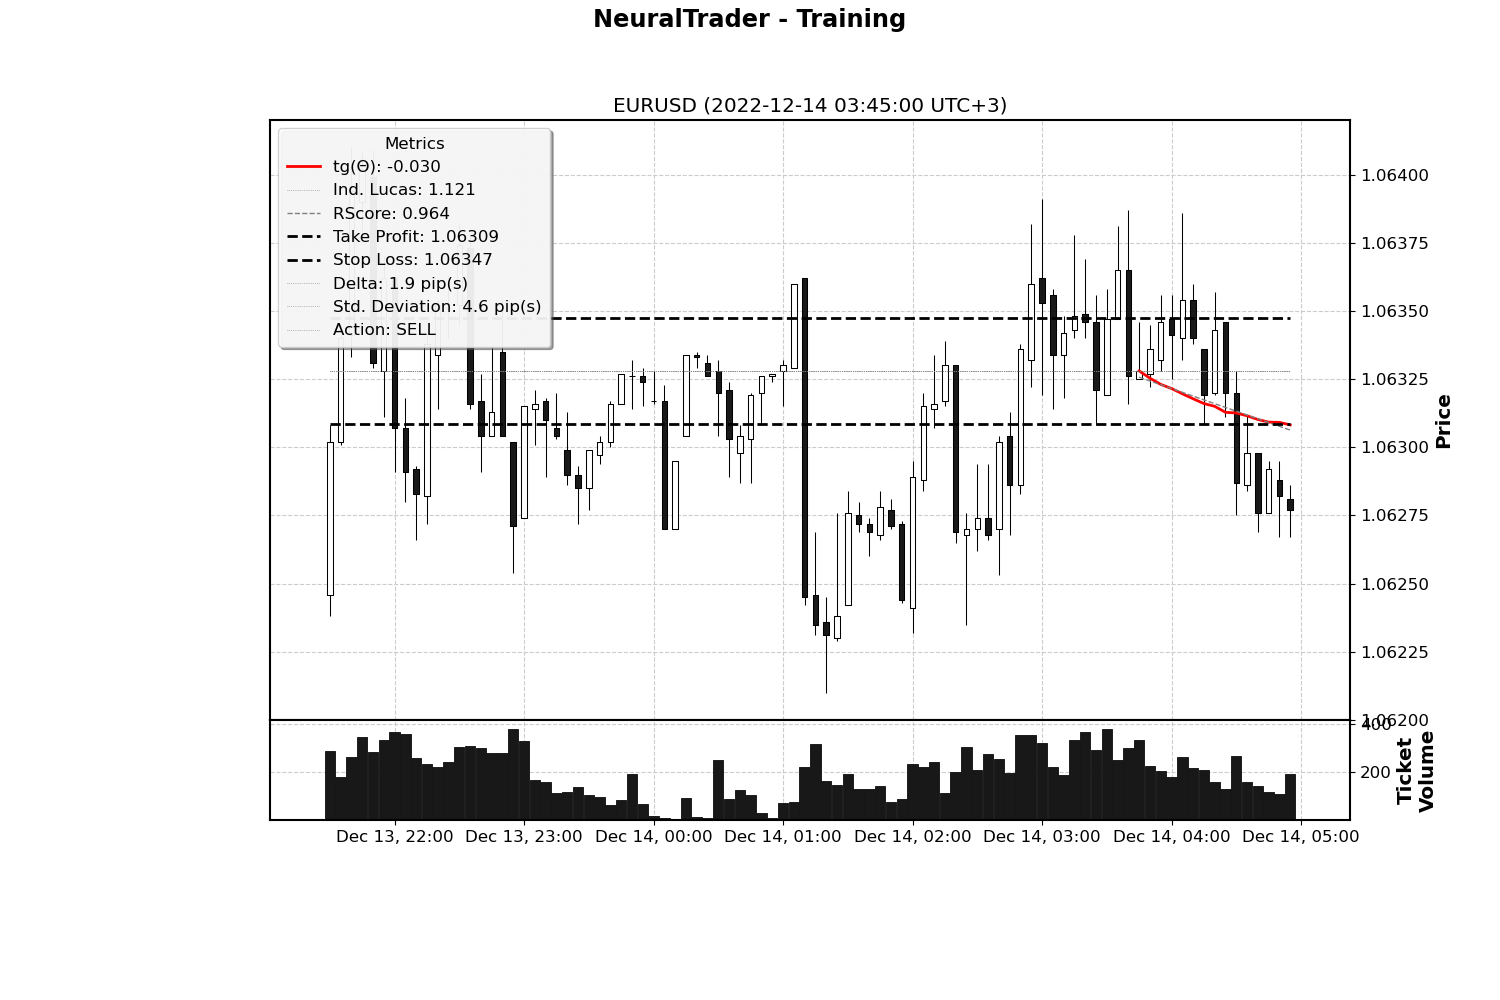 NeuralTrader - Training
EURUSD (2022-12-14 03:45:00 UTC+3)
Metrics
tg(Θ): -0.030
Ind. Lucas: 1.121
RScore: 0.964
Take Profit: 1.06309
Stop Loss: 1.06347
Delta: 1.9 pip(s)
Std. Deviation: 4.6 pip(s)
Action: SELL
1.06400
1.06375
1.06350
1.06325
1.06300
1.06275
1.06250
1.06225
1.06200
Price
400
200
Ticket
Volume
Dec 13, 22:00 Dec 13, 23:00 Dec 14, 00:00 Dec 14, 01:00 Dec 14, 02:00 Dec 14, 03:00 Dec 14, 04:00 Dec 14, 05:00